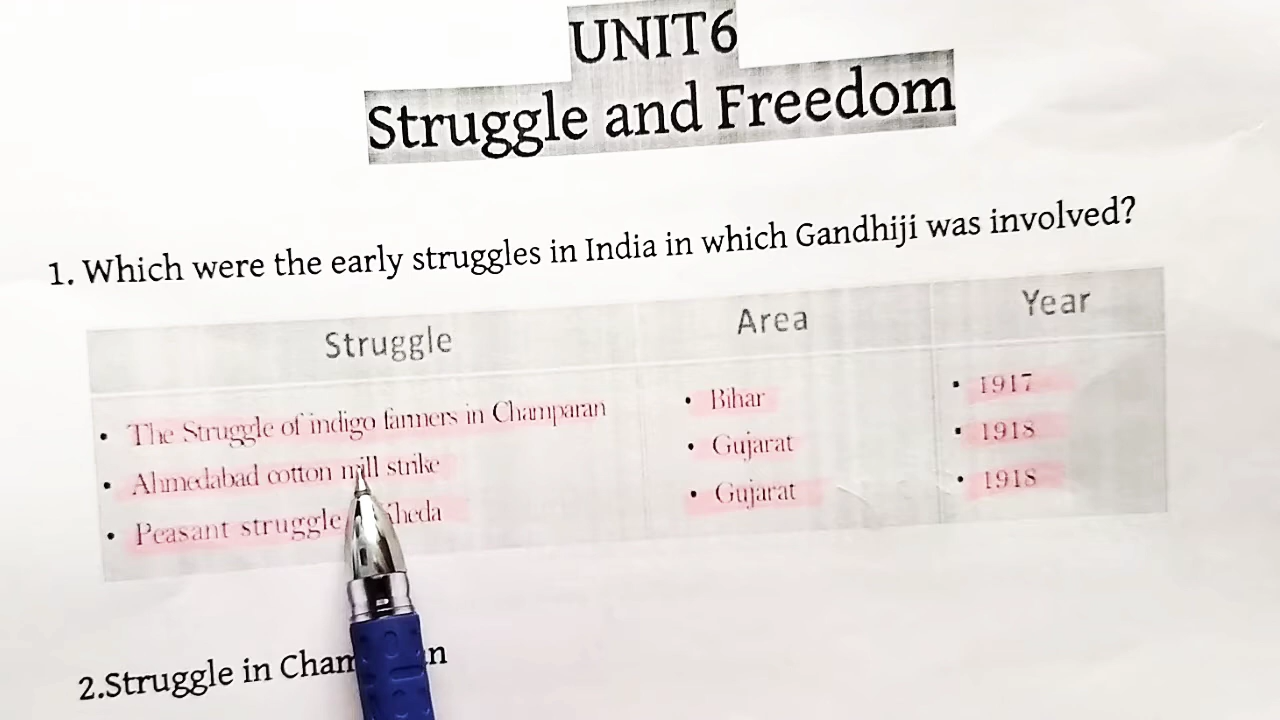 UNIT6
Struggle and Freedom
1. Which were the early struggles in India in which Gandhiji was involved?
Struggle Area Year
• The Struggle of indigo farmers in Champaran • Bihar • 1917
• Ahmedabad cotton mill strike • Gujarat • 1918
• Peasant struggle • Gujarat • 1918
2.Struggle in